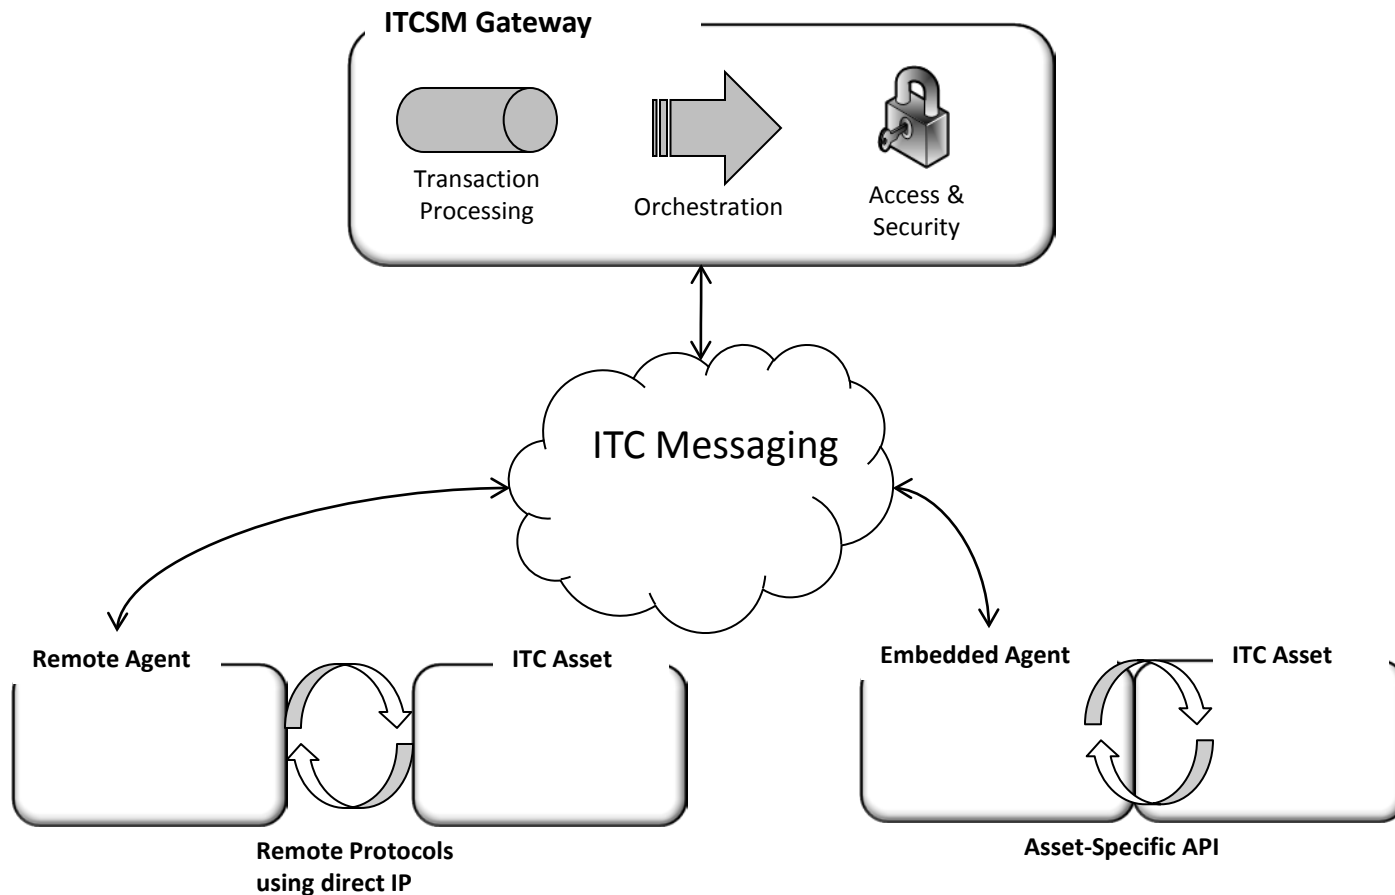 ITCSM Gateway
Transaction
Processing
Orchestration
Access &
Security
ITC Messaging
Remote Agent
ITC Asset
Embedded Agent
ITC Asset
Remote Protocols
using direct IP
Asset-Specific API